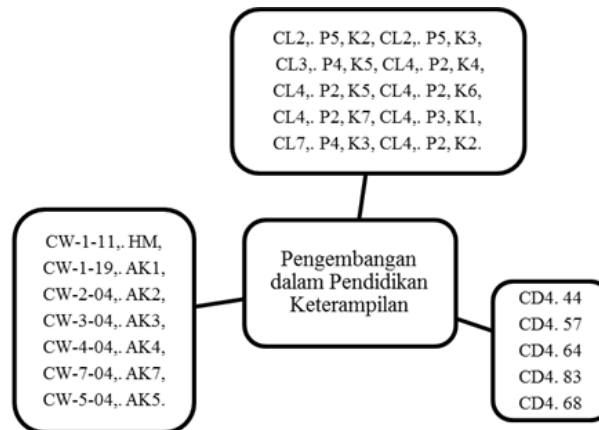 CL2,. P5, K2, CL2,. P5, K3,
CL3,. P4, K5, CL4,. P2, K4,
CL4,. P2, K5, CL4,. P2, K6,
CL4,. P2, K7, CL4,. P3, K1,
CL7,. P4, K3, CL4,. P2, K2.
CW-1-11,. HM,
CW-1-19,. AK1,
CW-2-04,. AK2,
CW-3-04,. AK3,
CW-4-04,. AK4,
CW-7-04,. AK7,
CW-5-04,. AK5.
Pengembangan
dalam Pendidikan
Keterampilan
CD4. 44
CD4. 57
CD4. 64
CD4. 83
CD4. 68